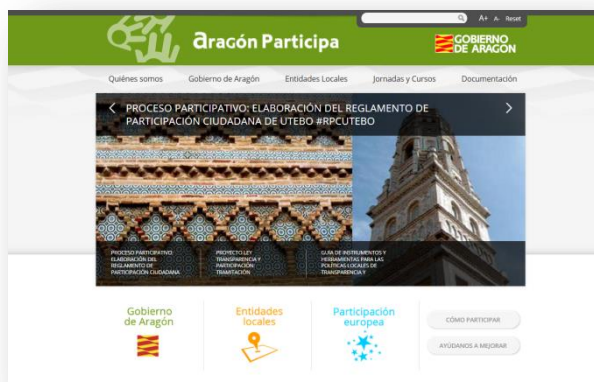 A+ A- Reset
aragón Participa
GOBIERNO
DE ARAGON
Quiénes somos Gobierno de Aragón Entidades Locales Jornadas y Cursos Documentación
PROCESO PARTICIPATIVO: ELABORACIÓN DEL REGLAMENTO DE
PARTICIPACIÓN CIUDADANA DE UTEBO #RPCUTEBO
PROCESO PARTICIPATIVO:
ELABORACIÓN DEL
REGLAMENTO DE
PARTICIPACIÓN CIUDADANA
PROYECTO LEY
TRANSPARENCIA Y
PARTICIPACIÓN:
TRAMITACIÓN
GUIA DE INSTRUMENTOS Y
HERRAMIENTAS PARA LAS
POLÍTICAS LOCALES DE
TRANSPARENCIA Y
Gobierno
de Aragón
Entidades
locales
Participación
europea
CÓMO PARTICIPAR
AYÚDANOS A MEJORAR